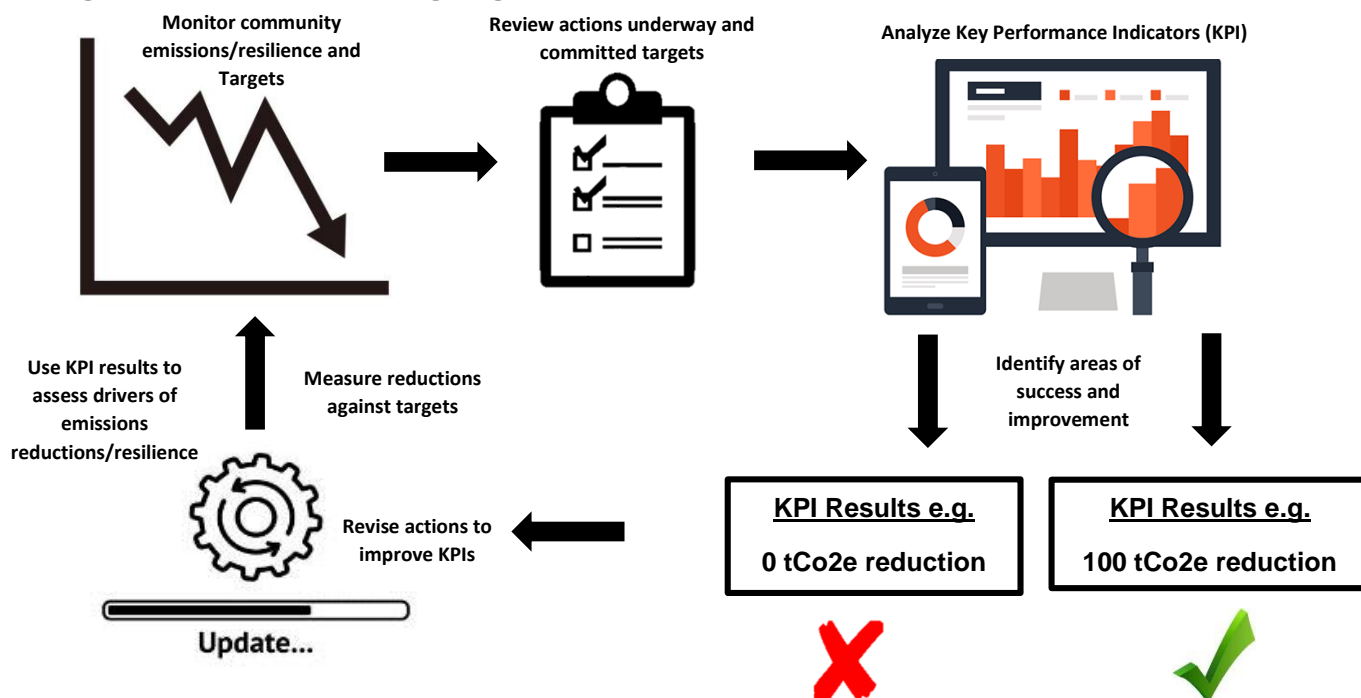 Monitor community
emissions/resilience and
Targets
Review actions underway and
committed targets
Analyze Key Performance Indicators (KPI)
Use KPI results to
assess drivers of
emissions
reductions/resilience
Measure reductions
against targets
Identify areas of
success and
improvement
Revise actions to
improve KPIs
Update...
KPI Results e.g.
0 tCo2e reduction
KPI Results e.g.
100 tCo2e reduction